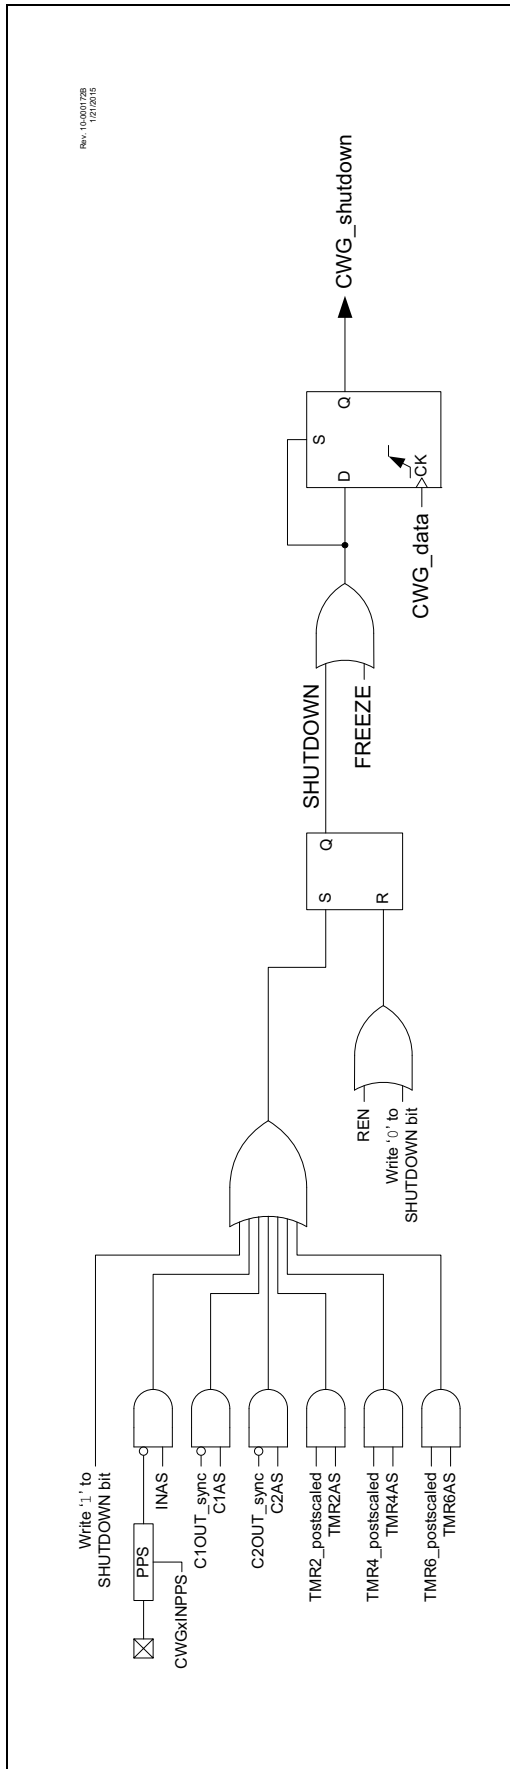 Rev. 10-000172B
1/21/2015
Write ‘1’ to
SHUTDOWN bit
PPS
CWGxINPPS
INAS
C1OUT_sync
C1AS
C2OUT_sync
C2AS
TMR2_postscaled
TMR2AS
TMR4_postscaled
TMR4AS
TMR6_postscaled
TMR6AS
REN
Write ‘0’ to
SHUTDOWN bit
S
R
Q
SHUTDOWN
FREEZE
S
D
Q
CK
CWG_data
CWG_shutdown